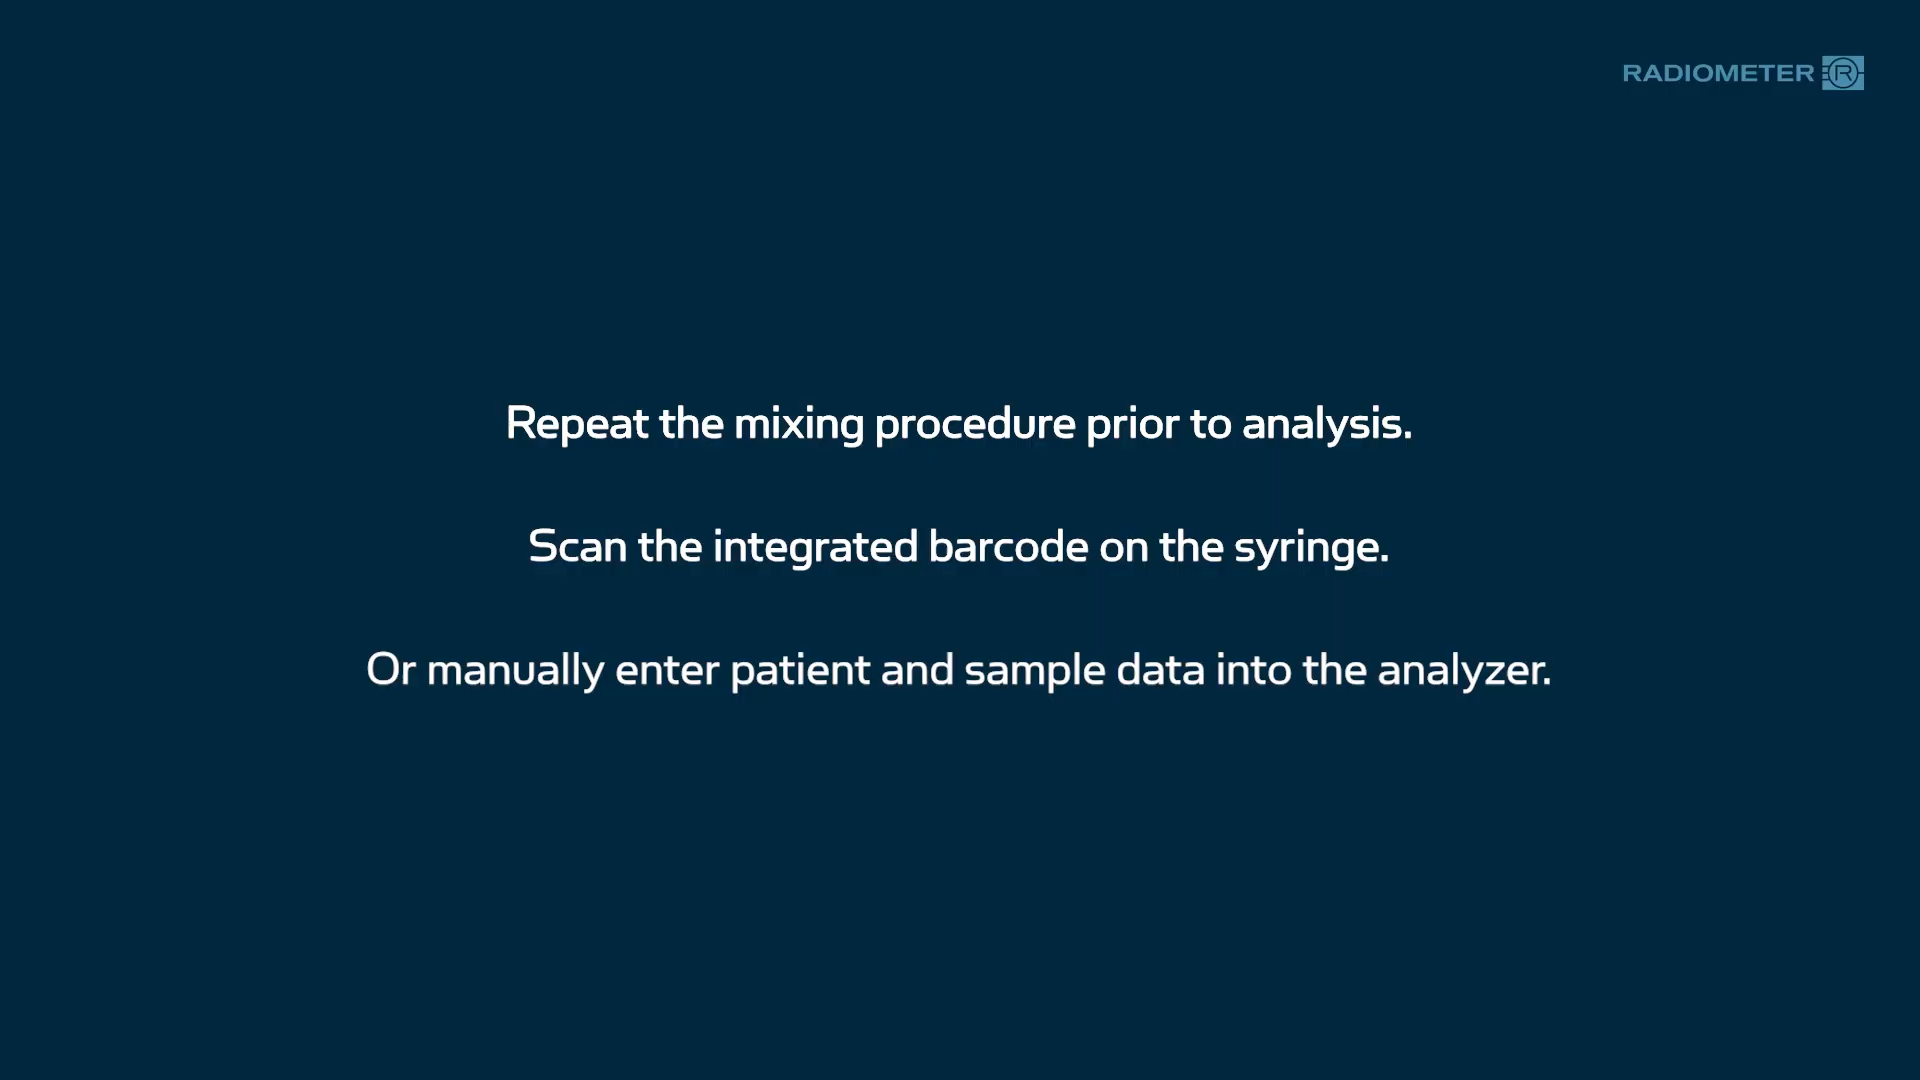 RADIOMETER R
Repeat the mixing procedure prior to analysis.
Scan the integrated barcode on the syringe.
Or manually enter patient and sample data into the analyzer.